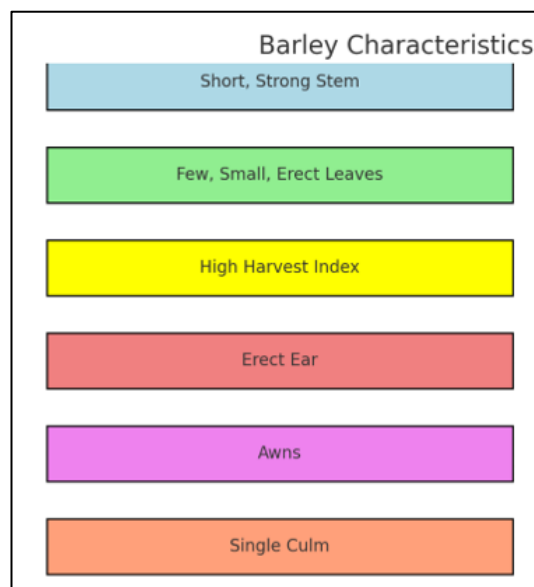 Barley Characteristics
Short, Strong Stem
Few, Small, Erect Leaves
High Harvest Index
Erect Ear
Awns
Single Culm